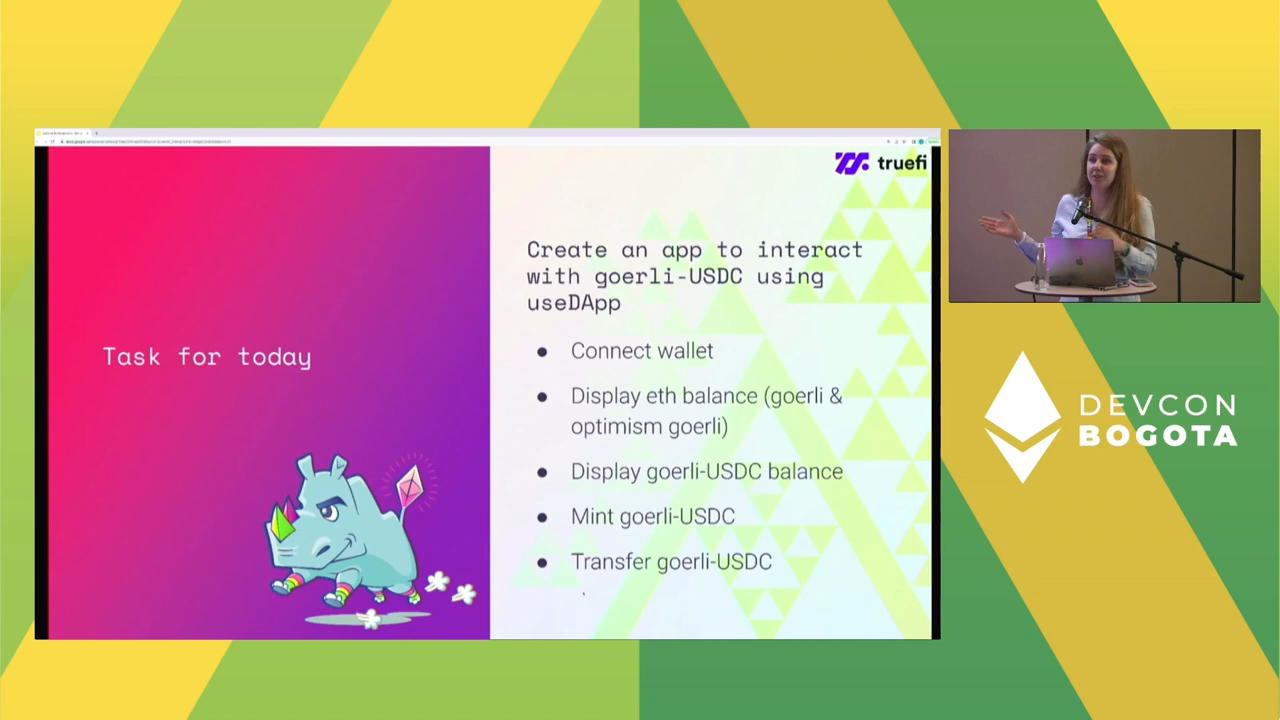 truefi
Create an app to interact
with goerli-USDC using
useDApp
Task for today
● Connect wallet
● Display eth balance (goerli &
optimism goerli)
● Display goerli-USDC balance
● Mint goerli-USDC
● Transfer goerli-USDC
DEVCON
BOGOTA